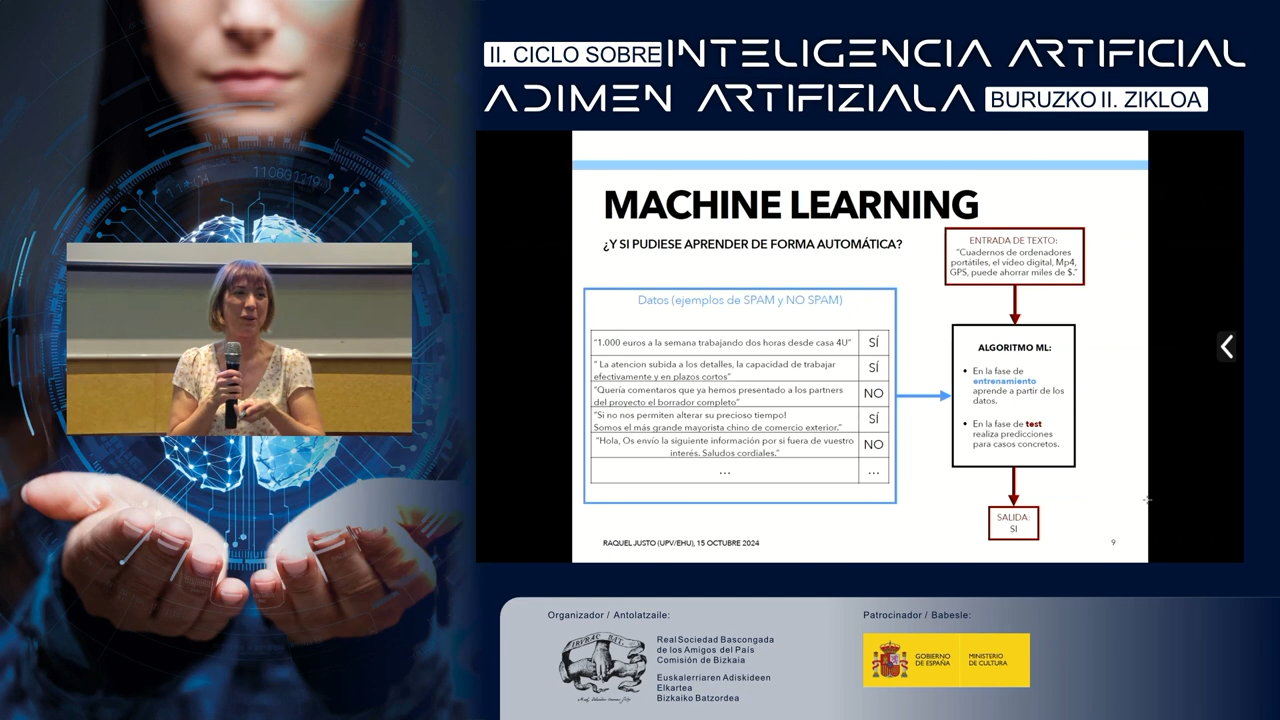 II. CICLO SOBRE INTELIGENCIA ARTIFICIAL
ADIMEN ARTIFIZIALA BURUZKO II. ZIKLOA
MACHINE LEARNING
¿Y SI PUDIESE APRENDER DE FORMA AUTOMÁTICA?
ENTRADA DE TEXTO:
"Cuadernos de ordenadores
portátiles, el vídeo digital, Mp4,
GPS, puede ahorrar miles de $."
Datos (ejemplos de SPAM y NO SPAM)
"1.000 euros a la semana trabajando dos horas desde casa 4U" SÍ
" La atencion subida a los detalles, la capacidad de trabajar
efectivamente y en plazos cortos" SÍ
"Quería comentaros que ya hemos presentado a los partners
del proyecto el borrador completo" NO
"Si no nos permiten alterar su precioso tiempo!
Somos el más grande mayorista chino de comercio exterior." SÍ
"Hola, Os envío la siguiente información por si fuera de vuestro
interés. Saludos cordiales." NO
... ...
ALGORITMO ML:
• En la fase de
entrenamiento
aprende a partir de los
datos.
• En la fase de test
realiza predicciones
para casos concretos.
SALIDA:
SI
RAQUEL JUSTO (UPV/EHU), 15 OCTUBRE 2024
9
Organizador / Antolatzaile:
Real Sociedad Bascongada
de los Amigos del País
Comisión de Bizkaia
Euskalerriaren Adiskideen
Elkartea
Bizkaiko Batzordea
Patrocinador / Babesle:
GOBIERNO
DE ESPAÑA
MINISTERIO
DE CULTURA